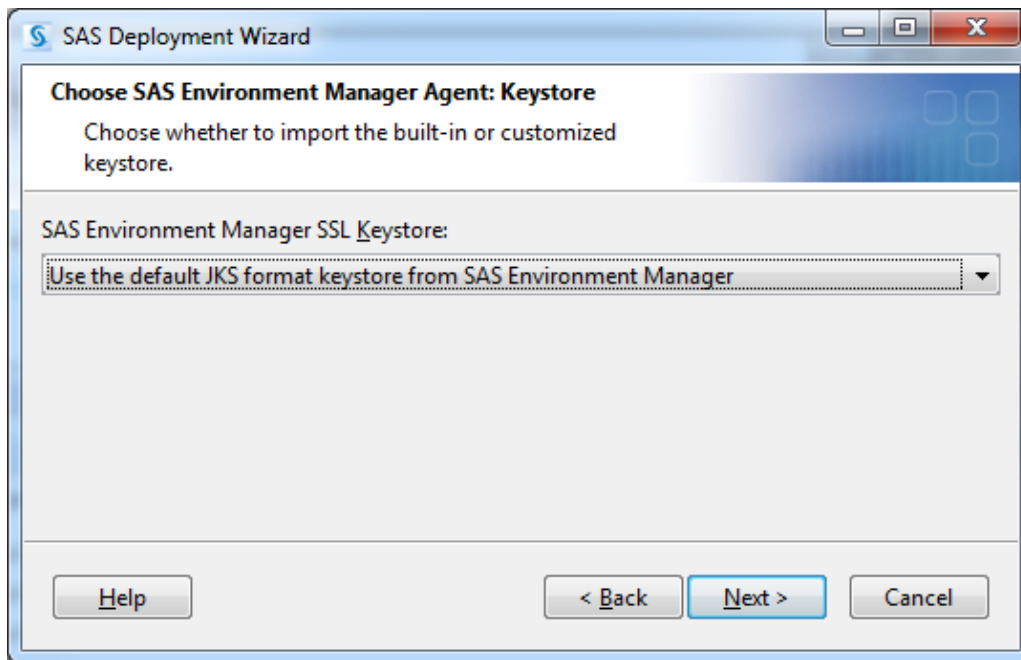 SAS Deployment Wizard
Choose SAS Environment Manager Agent: Keystore
Choose whether to import the built-in or customized
keystore.
SAS Environment Manager SSL Keystore:
Use the default JKS format keystore from SAS Environment Manager
Help
< Back
Next >
Cancel